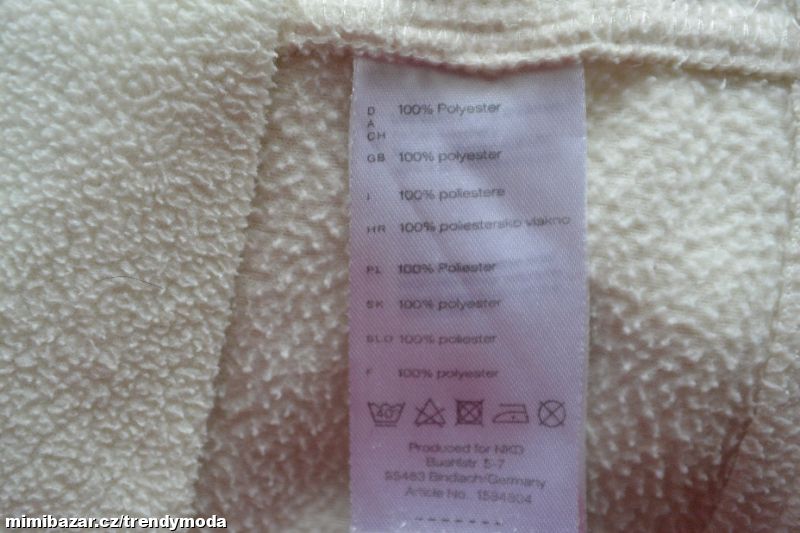 D A CH 100% Polyester
GB 100% polyester
I 100% poliestere
HR 100% poliestersko vlakno
PL 100% Poliester
SK 100% polyester
SLO 100% poliester
F 100% polyester
40
Produced for NKD
5-7
95463 Bindlach/Germany
Article No. 1584804
mimibazar.cz/trendymoda